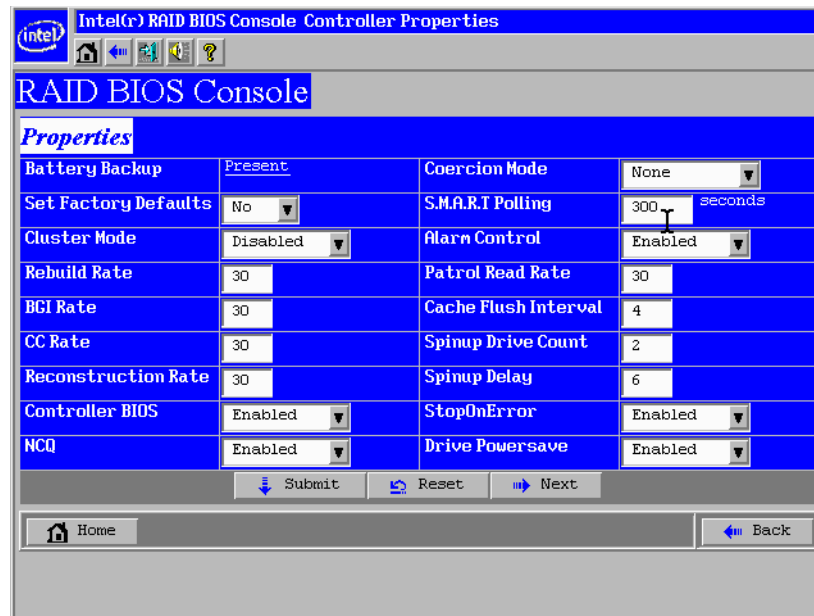 Intel(r) RAID BIOS Console Controller Properties
intel
RAID BIOS Console
Properties
Battery Backup Present Coercion Mode None
Set Factory Defaults No S.M.A.R.T Polling 300 seconds
Cluster Mode Disabled Alarm Control Enabled
Rebuild Rate 30 Patrol Read Rate 30
BGI Rate 30 Cache Flush Interval 4
CC Rate 30 Spinup Drive Count 2
Reconstruction Rate 30 Spinup Delay 6
Controller BIOS Enabled StopOnError Enabled
NCQ Enabled Drive Powersave Enabled
Submit Reset Next
Home Back